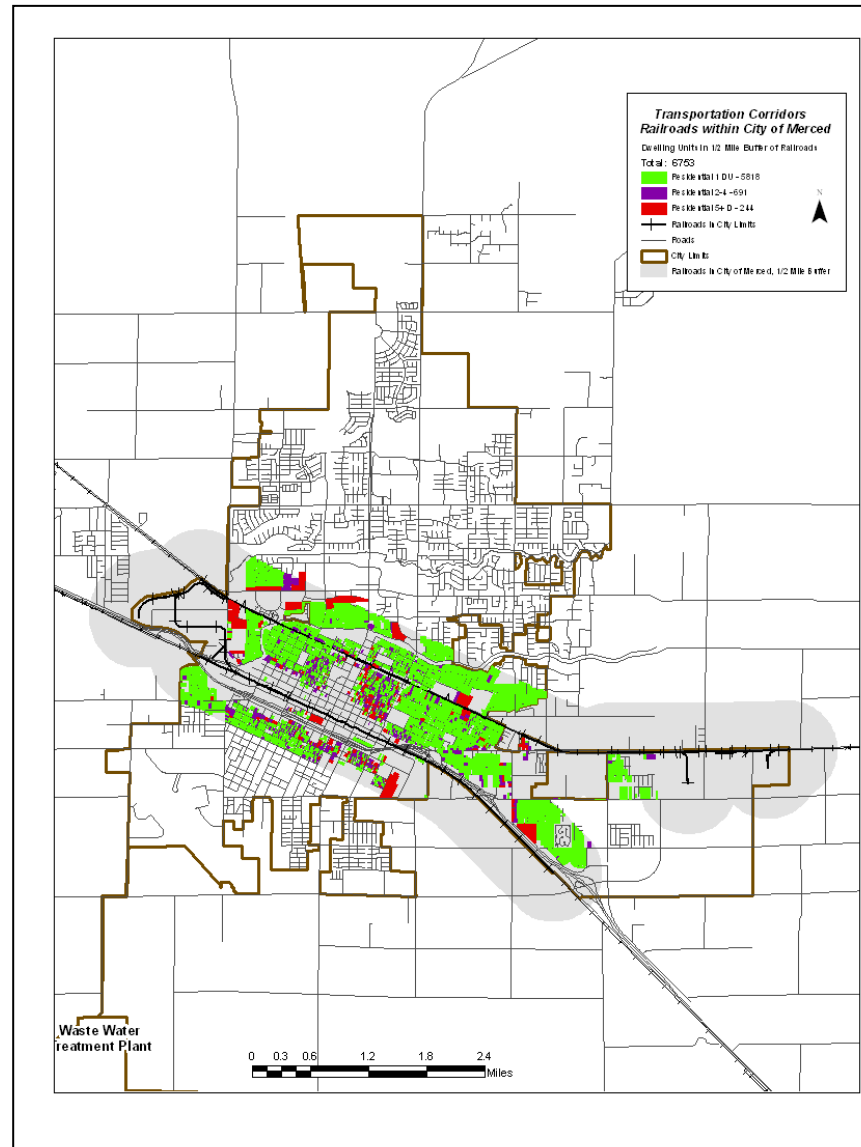 Transportation Corridors
Railroads within City of Merced
Dwelling Units in 1/2 Mile Buffer of Railroads
Total: 6753
Residential 1 DU - 5818
Residential 2-4 - 691
Residential 5+ D - 244
N
Railroads in City Limits
Roads
City Limits
Railroads in City of Merced, 1/2 Mile Buffer
Waste Water
reatment Plant
0 0.3 0.6 1.2 1.8 2.4
Miles